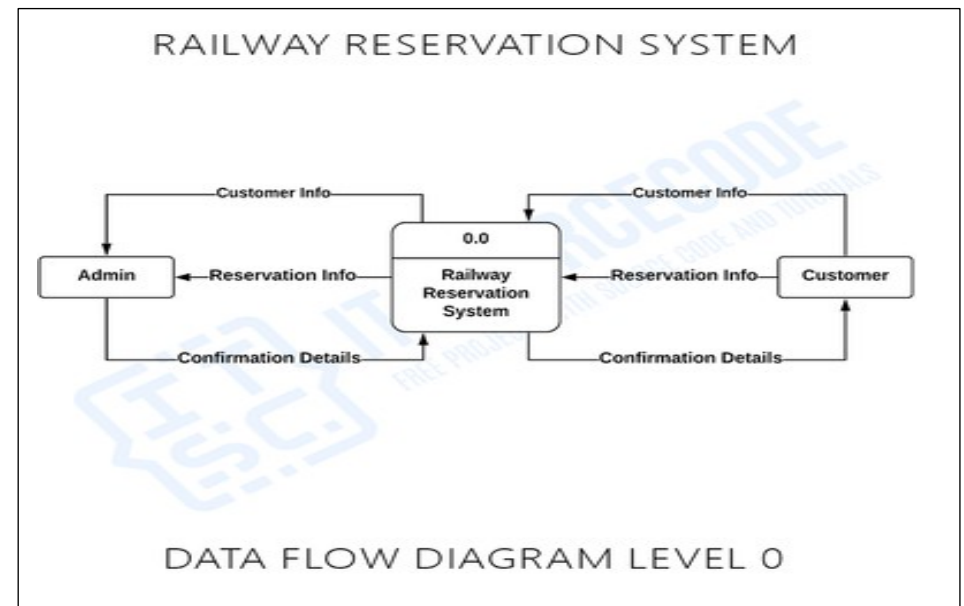 RAILWAY RESERVATION SYSTEM
Customer Info
Customer Info
0.0
Admin
Reservation Info
Railway
Reservation
System
Reservation Info
Customer
Confirmation Details
Confirmation Details
DATA FLOW DIAGRAM LEVEL 0